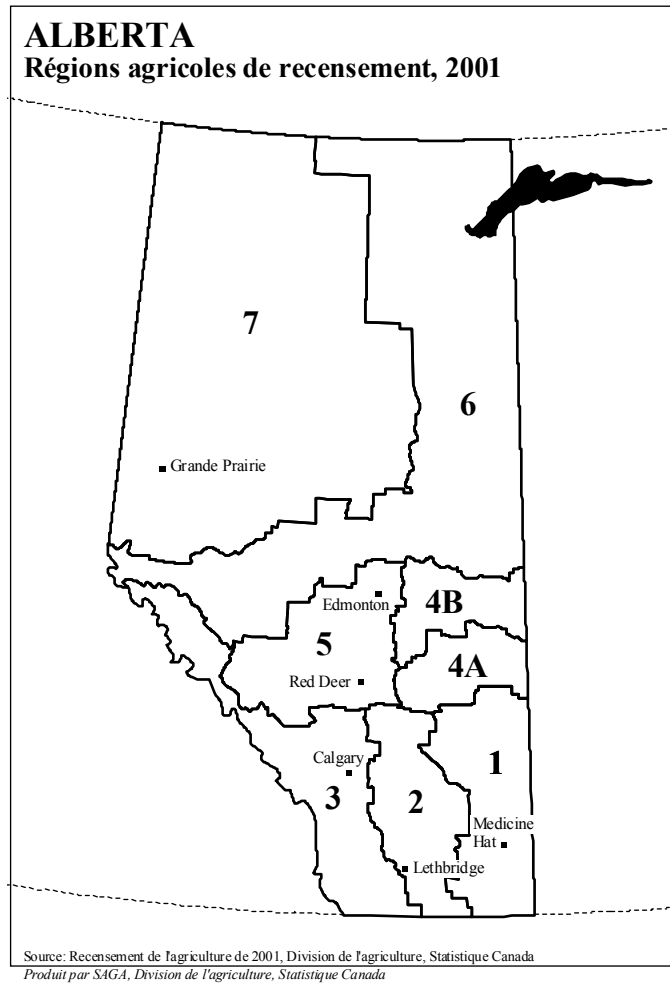 ALBERTA
Régions agricoles de recensement, 2001
7
6
Grande Prairie
Edmonton
4B
5
4A
Red Deer
Calgary
1
3
2
Medicine
Hat
Lethbridge
Source: Recensement de l'agriculture de 2001, Division de l'agriculture, Statistique Canada
Produit par SAGA, Division de l'agriculture, Statistique Canada